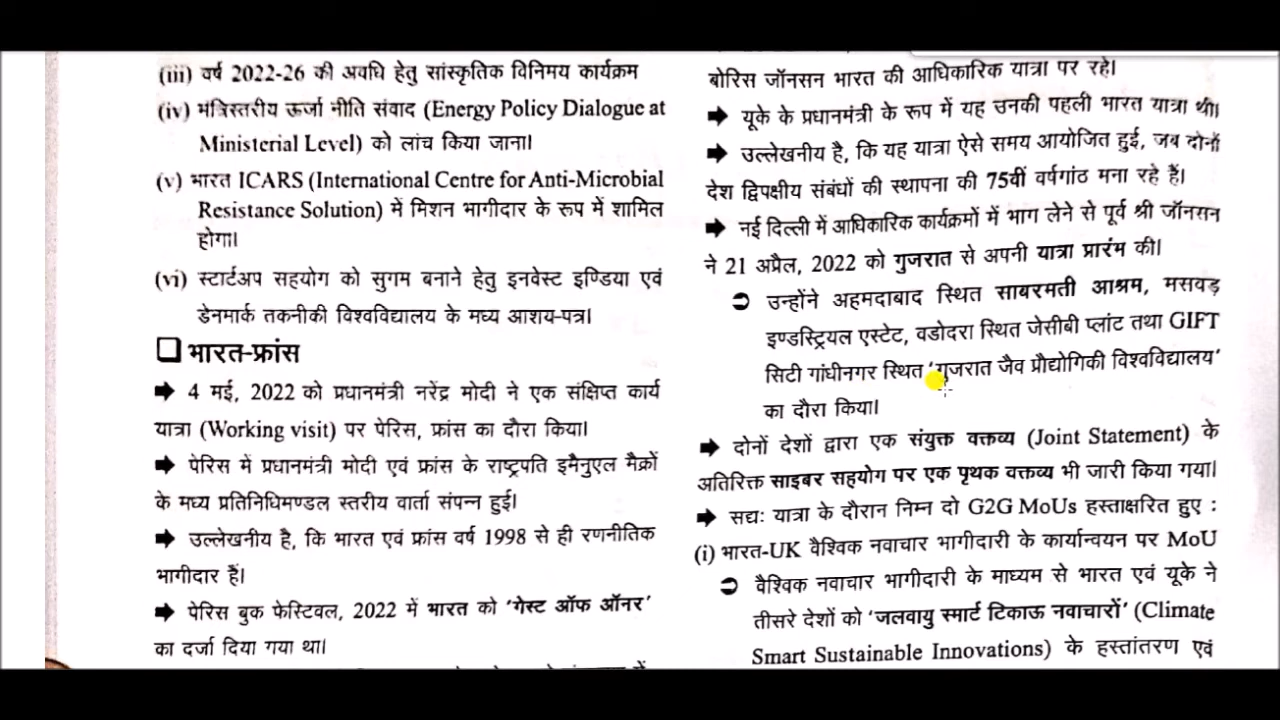 (iii) वर्ष 2022-26 की अवधि हेतु सांस्कृतिक विनिमय कार्यक्रम
(iv) मंत्रिस्तरीय ऊर्जा नीति संवाद (Energy Policy Dialogue at
Ministerial Level) को लांच किया जाना।
(v) भारत ICARS (International Centre for Anti-Microbial
Resistance Solution) में मिशन भागीदार के रूप में शामिल
होगा।
(vi) स्टार्टअप सहयोग को सुगम बनाने हेतु इनवेस्ट इण्डिया एवं
डेनमार्क तकनीकी विश्वविद्यालय के मध्य आशय-पत्र।
❑ भारत-फ्रांस
➡ 4 मई, 2022 को प्रधानमंत्री नरेंद्र मोदी ने एक संक्षिप्त कार्य
यात्रा (Working visit) पर पेरिस, फ्रांस का दौरा किया।
➡ पेरिस में प्रधानमंत्री मोदी एवं फ्रांस के राष्ट्रपति इमैनुएल मैक्रों
के मध्य प्रतिनिधिमण्डल स्तरीय वार्ता संपन्न हुई।
➡ उल्लेखनीय है, कि भारत एवं फ्रांस वर्ष 1998 से ही रणनीतिक
भागीदार हैं।
➡ पेरिस बुक फेस्टिवल, 2022 में भारत को 'गेस्ट ऑफ ऑनर'
का दर्जा दिया गया था।
बोरिस जॉनसन भारत की आधिकारिक यात्रा पर रहे।
➡ यूके के प्रधानमंत्री के रूप में यह उनकी पहली भारत यात्रा थी।
➡ उल्लेखनीय है, कि यह यात्रा ऐसे समय आयोजित हुई, जब दोनों
देश द्विपक्षीय संबंधों की स्थापना की 75वीं वर्षगांठ मना रहे हैं।
➡ नई दिल्ली में आधिकारिक कार्यक्रमों में भाग लेने से पूर्व श्री जॉनसन
ने 21 अप्रैल, 2022 को गुजरात से अपनी यात्रा प्रारंभ की।
➲ उन्होंने अहमदाबाद स्थित साबरमती आश्रम, मसवड़
इण्डस्ट्रियल एस्टेट, वडोदरा स्थित जेसीबी प्लांट तथा GIFT
सिटी गांधीनगर स्थित 'गुजरात जैव प्रौद्योगिकी विश्वविद्यालय'
का दौरा किया।
➡ दोनों देशों द्वारा एक संयुक्त वक्तव्य (Joint Statement) के
अतिरिक्त साइबर सहयोग पर एक पृथक वक्तव्य भी जारी किया गया।
➡ सद्यः यात्रा के दौरान निम्न दो G2G MoUs हस्ताक्षरित हुए :
(i) भारत-UK वैश्विक नवाचार भागीदारी के कार्यान्वयन पर MoU
➲ वैश्विक नवाचार भागीदारी के माध्यम से भारत एवं यूके ने
तीसरे देशों को 'जलवायु स्मार्ट टिकाऊ नवाचारों' (Climate
Smart Sustainable Innovations) के हस्तांतरण एवं